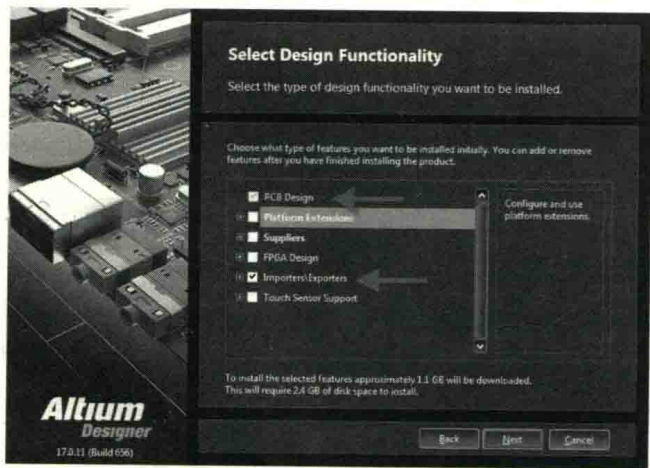 Select Design Functionality
Select the type of design functionality you want to be installed.
Choose what type of features you want to be installed initially. You can add or remove
features after you have finished installing the product.
PCB Design
Platform Extensions
Suppliers
FPGA Design
Importers\Exporters
Touch Sensor Support
Configure and use
platform extensions.
To install the selected features approximately 1.1 GB will be downloaded.
This will require 2.4 GB of disk space to install.
Altium
Designer
17.0.11 (Build 656)
Back
Next
Cancel